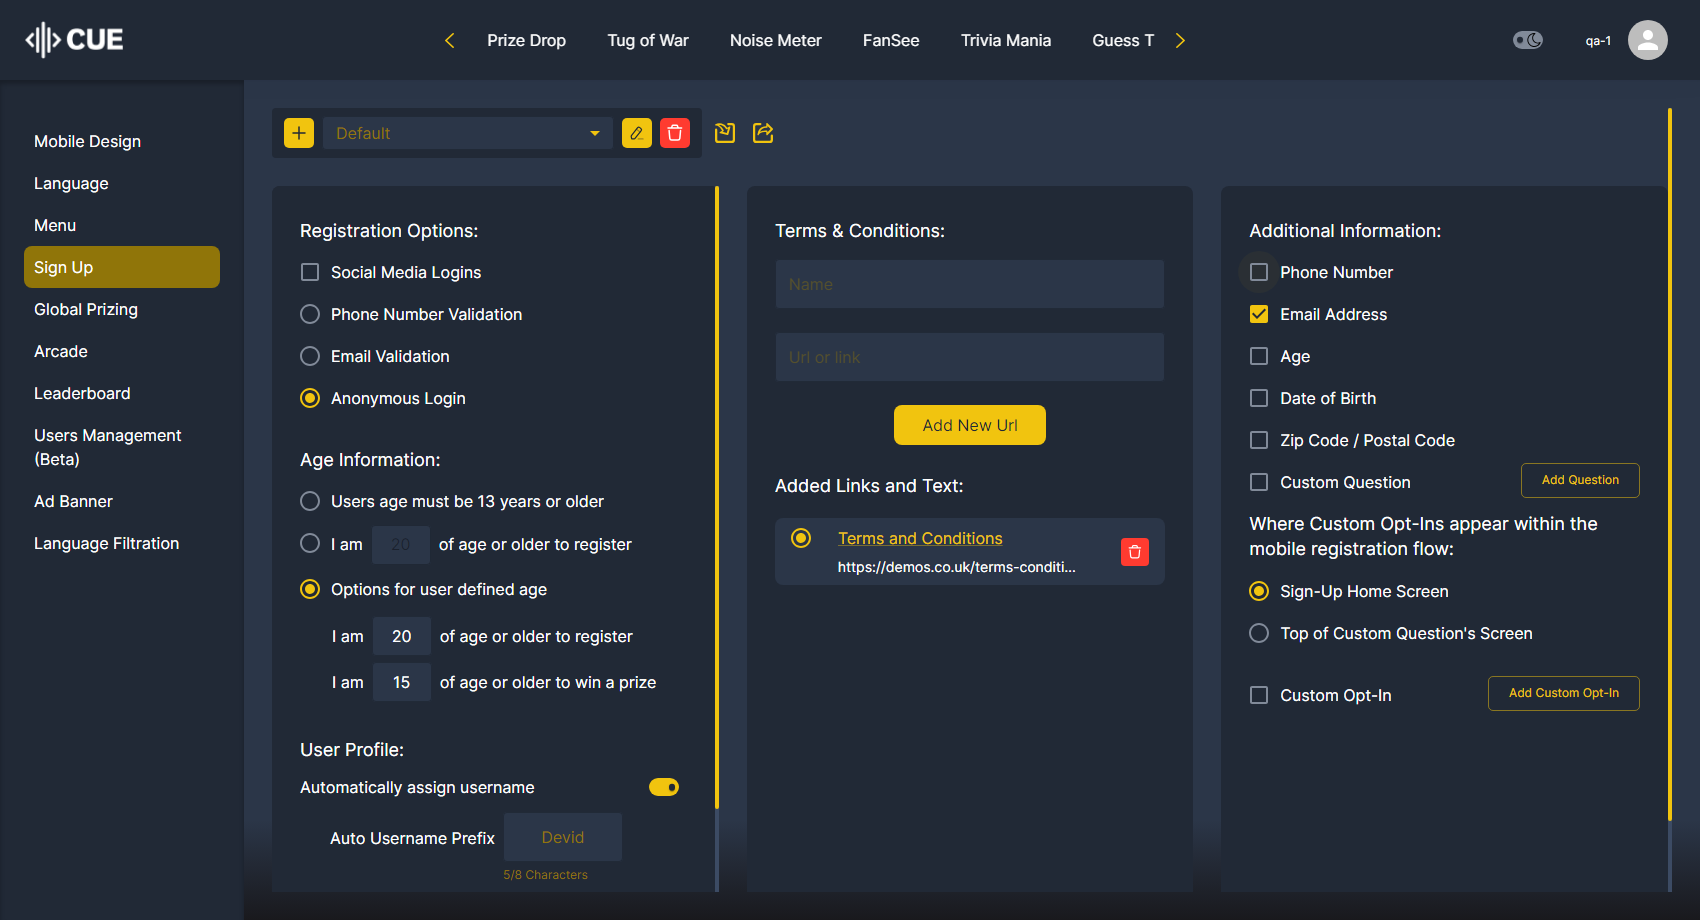 CUE
Prize Drop
Tug of War
Noise Meter
FanSee
Trivia Mania
Guess T
qa-1
Mobile Design
Language
Menu
Sign Up
Global Prizing
Arcade
Leaderboard
Users Management
(Beta)
Ad Banner
Language Filtration
Default
Registration Options:
Social Media Logins
Phone Number Validation
Email Validation
Anonymous Login
Age Information:
Users age must be 13 years or older
I am 20 of age or older to register
Options for user defined age
I am 20 of age or older to register
I am 15 of age or older to win a prize
User Profile:
Automatically assign username
Auto Username Prefix Devid
5/8 Characters
Terms & Conditions:
Name
Url or link
Add New Url
Added Links and Text:
Terms and Conditions
https://demos.co.uk/terms-conditi...
Additional Information:
Phone Number
Email Address
Age
Date of Birth
Zip Code / Postal Code
Custom Question Add Question
Where Custom Opt-Ins appear within the
mobile registration flow:
Sign-Up Home Screen
Top of Custom Question's Screen
Custom Opt-In Add Custom Opt-In